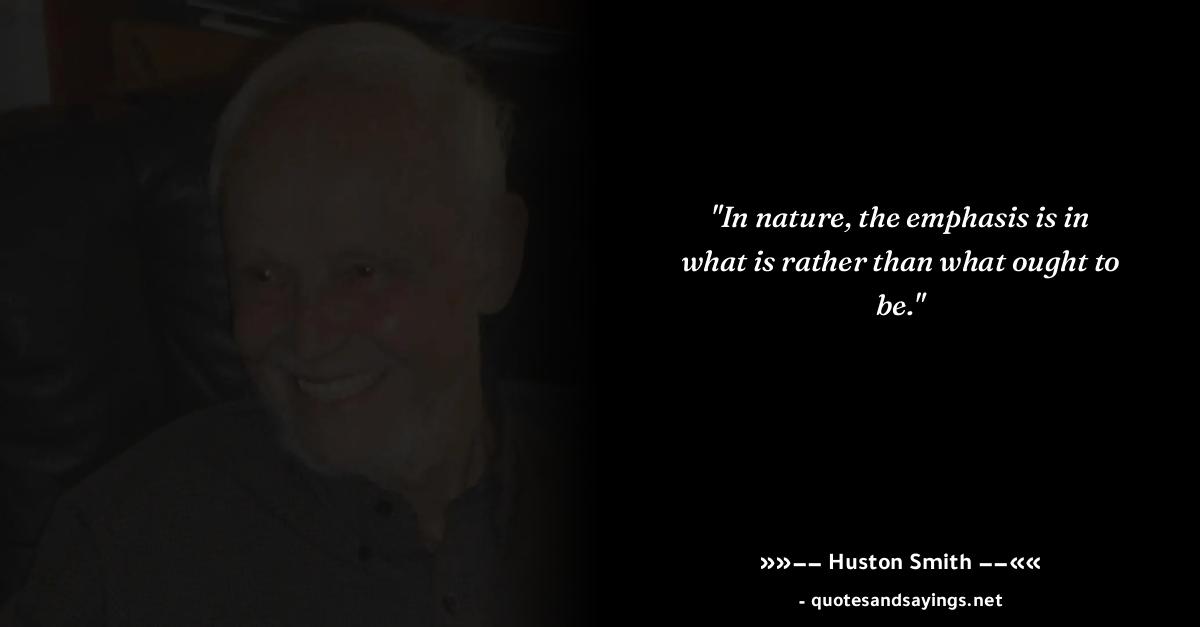 "In nature, the emphasis is in
what is rather than what ought to
be."
»»–– Huston Smith ––««
- quotesandsayings.net